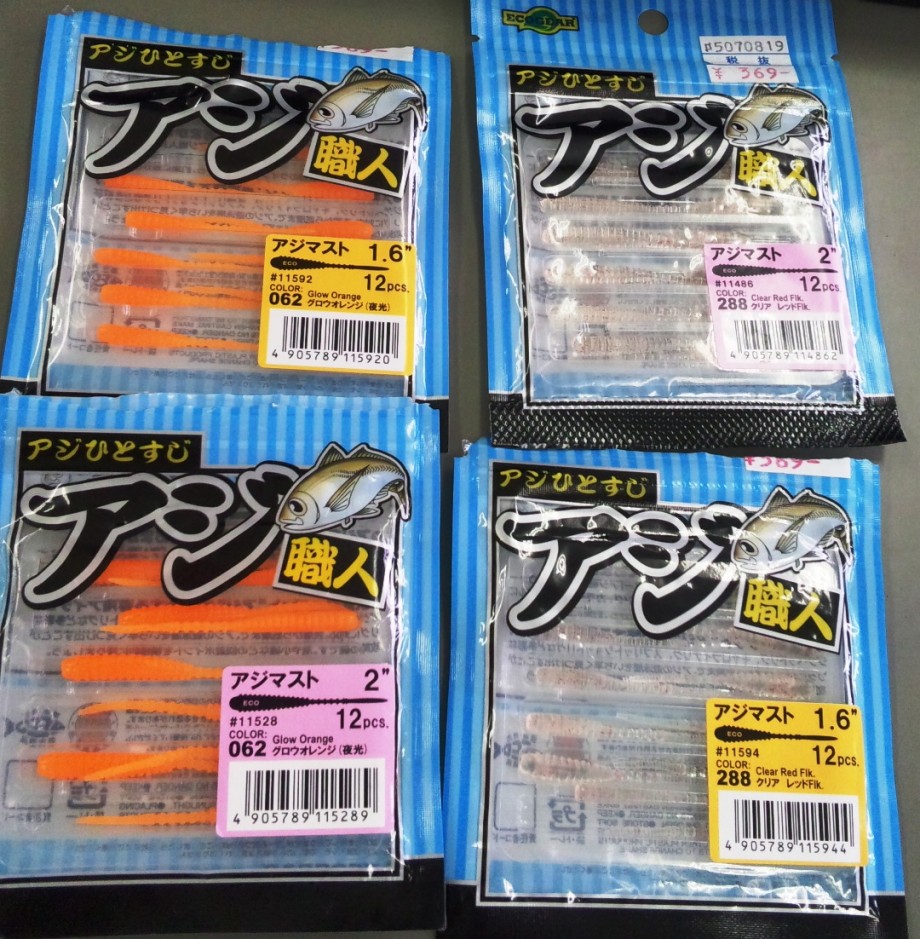 アジひとすじ
アジ
職人
アジマスト 1.6"
ECO
#11592
12pcs.
COLOR:
062 Glow Orange
グロウオレンジ(夜光)
4 905789 115920
ECOGEAR
#5070819
税 抜
¥ 369-
アジひとすじ
アジ
職人
アジマスト 2"
ECO
#11486
12pcs.
COLOR:
288 Clear Red Flk.
クリア レッドFlk.
4 905789 114862
アジひとすじ
アジ
職人
アジマスト 2"
ECO
#11528
12pcs.
COLOR:
062 Glow Orange
グロウオレンジ(夜光)
4 905789 115289
アジひとすじ
アジ
職人
アジマスト 1.6"
ECO
#11594
12pcs.
COLOR:
288 Clear Red Flk.
クリア レッドFlk.
4 905789 115944